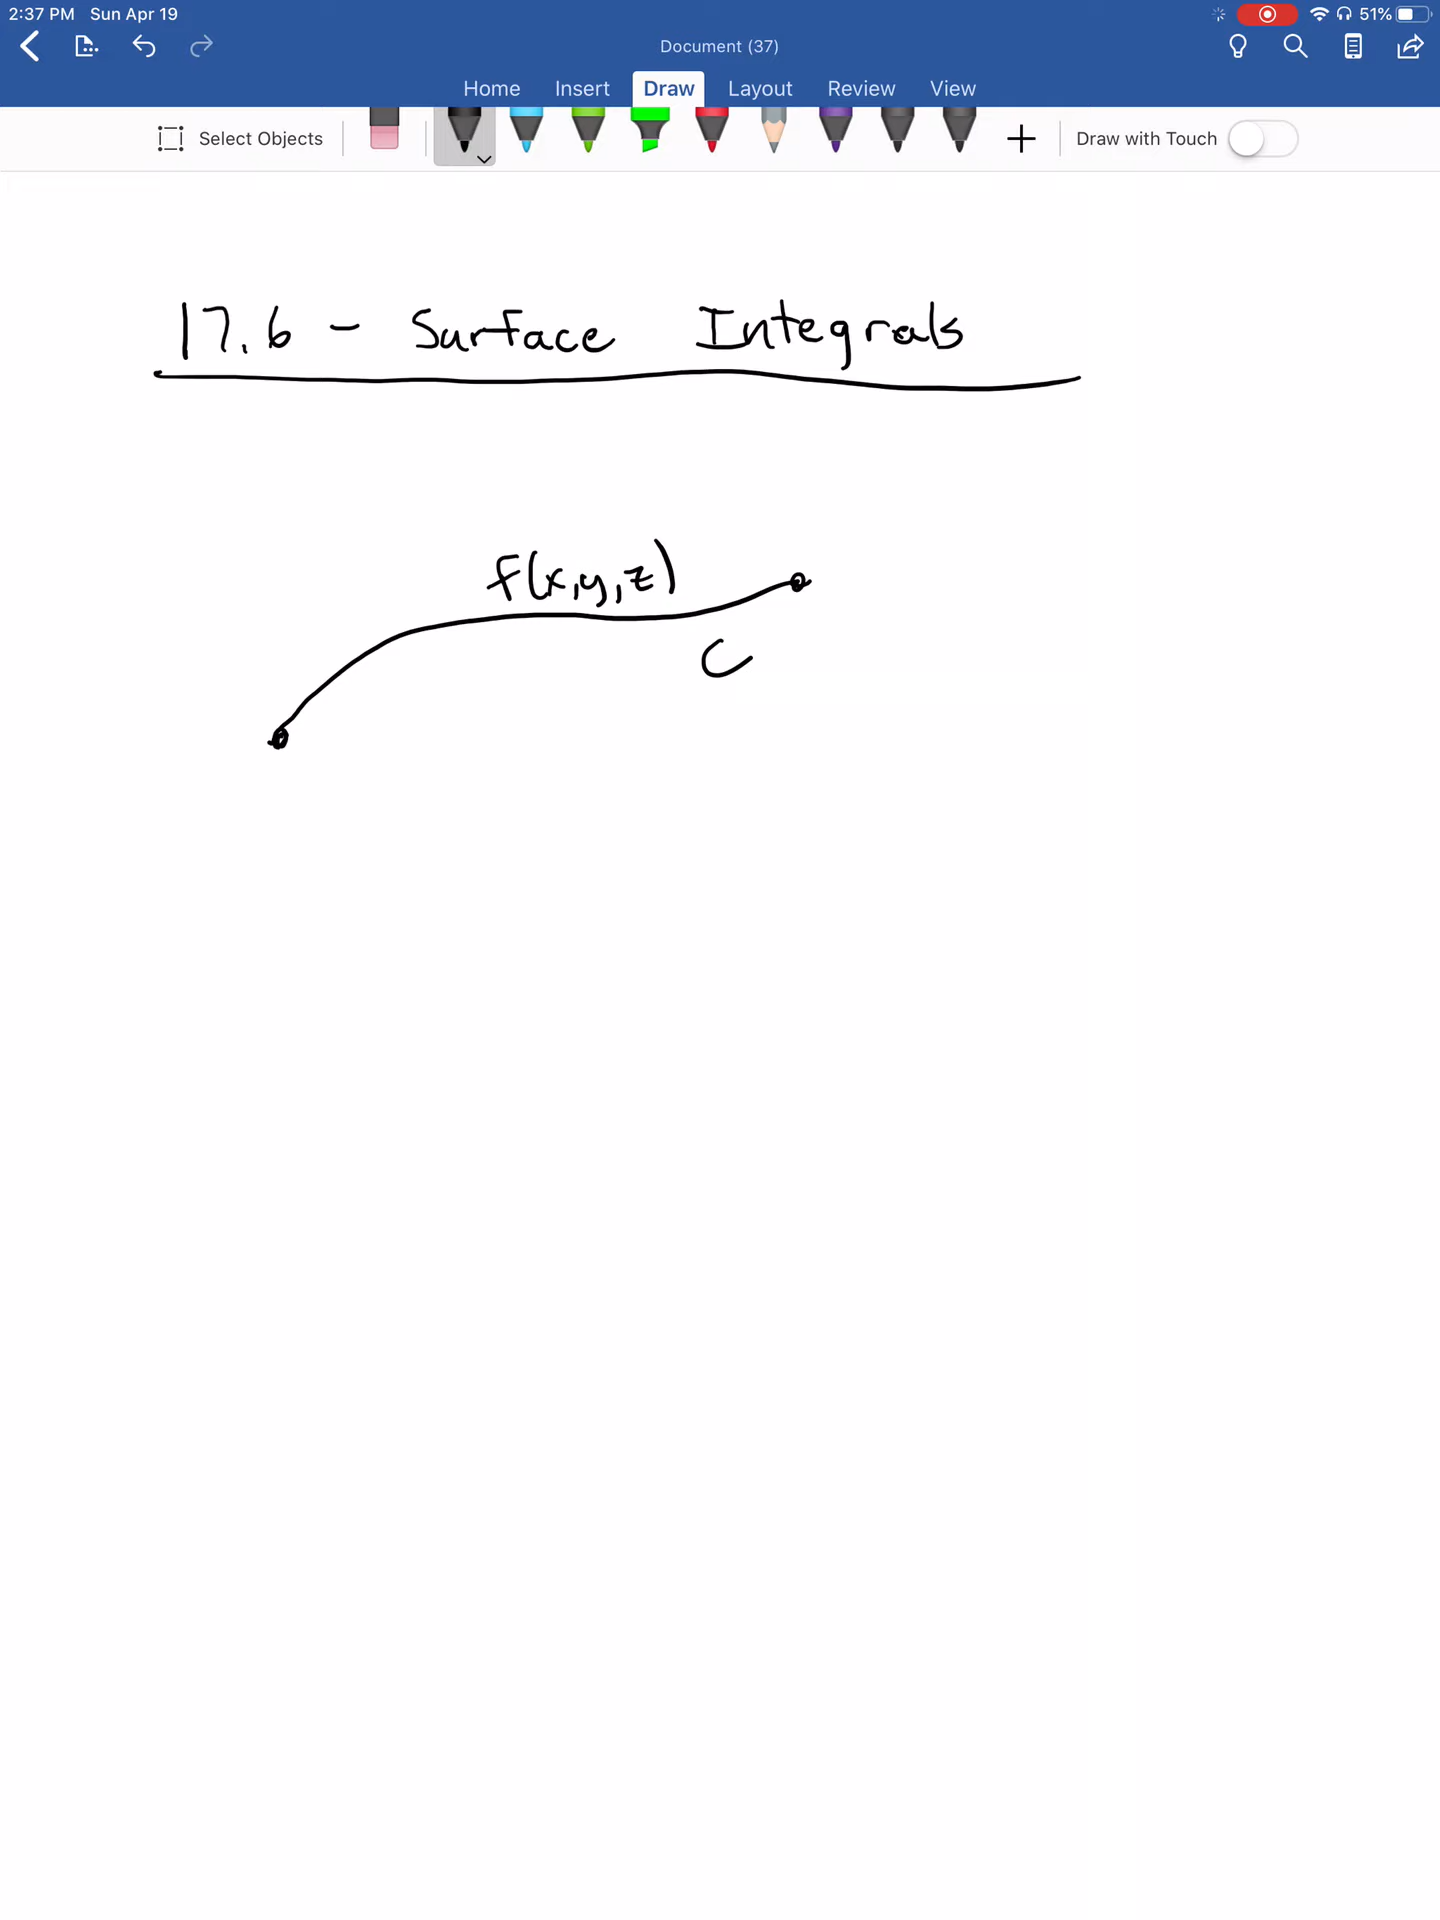 2:37 PM Sun Apr 19 51%
Document (37)
Home Insert Draw Layout Review View
Select Objects Draw with Touch
17.6 - Surface Integrals
f(x,y,z)
C